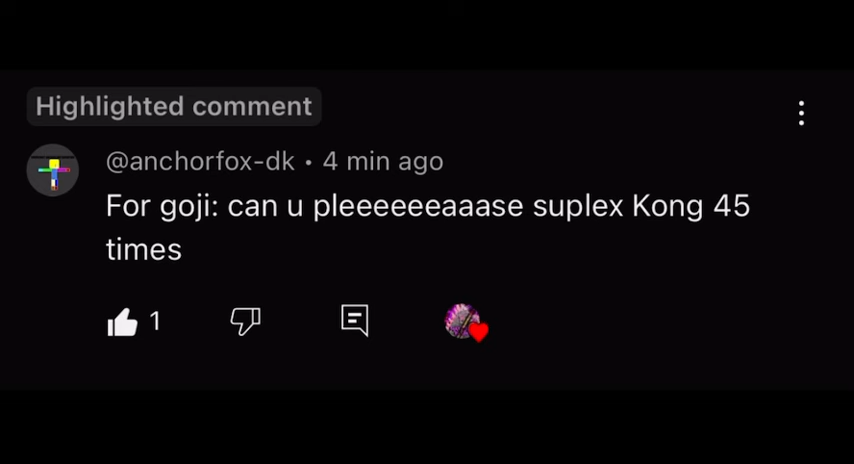 Highlighted comment
@anchorfox-dk • 4 min ago
For goji: can u pleeeeeeaaase suplex Kong 45
times
1